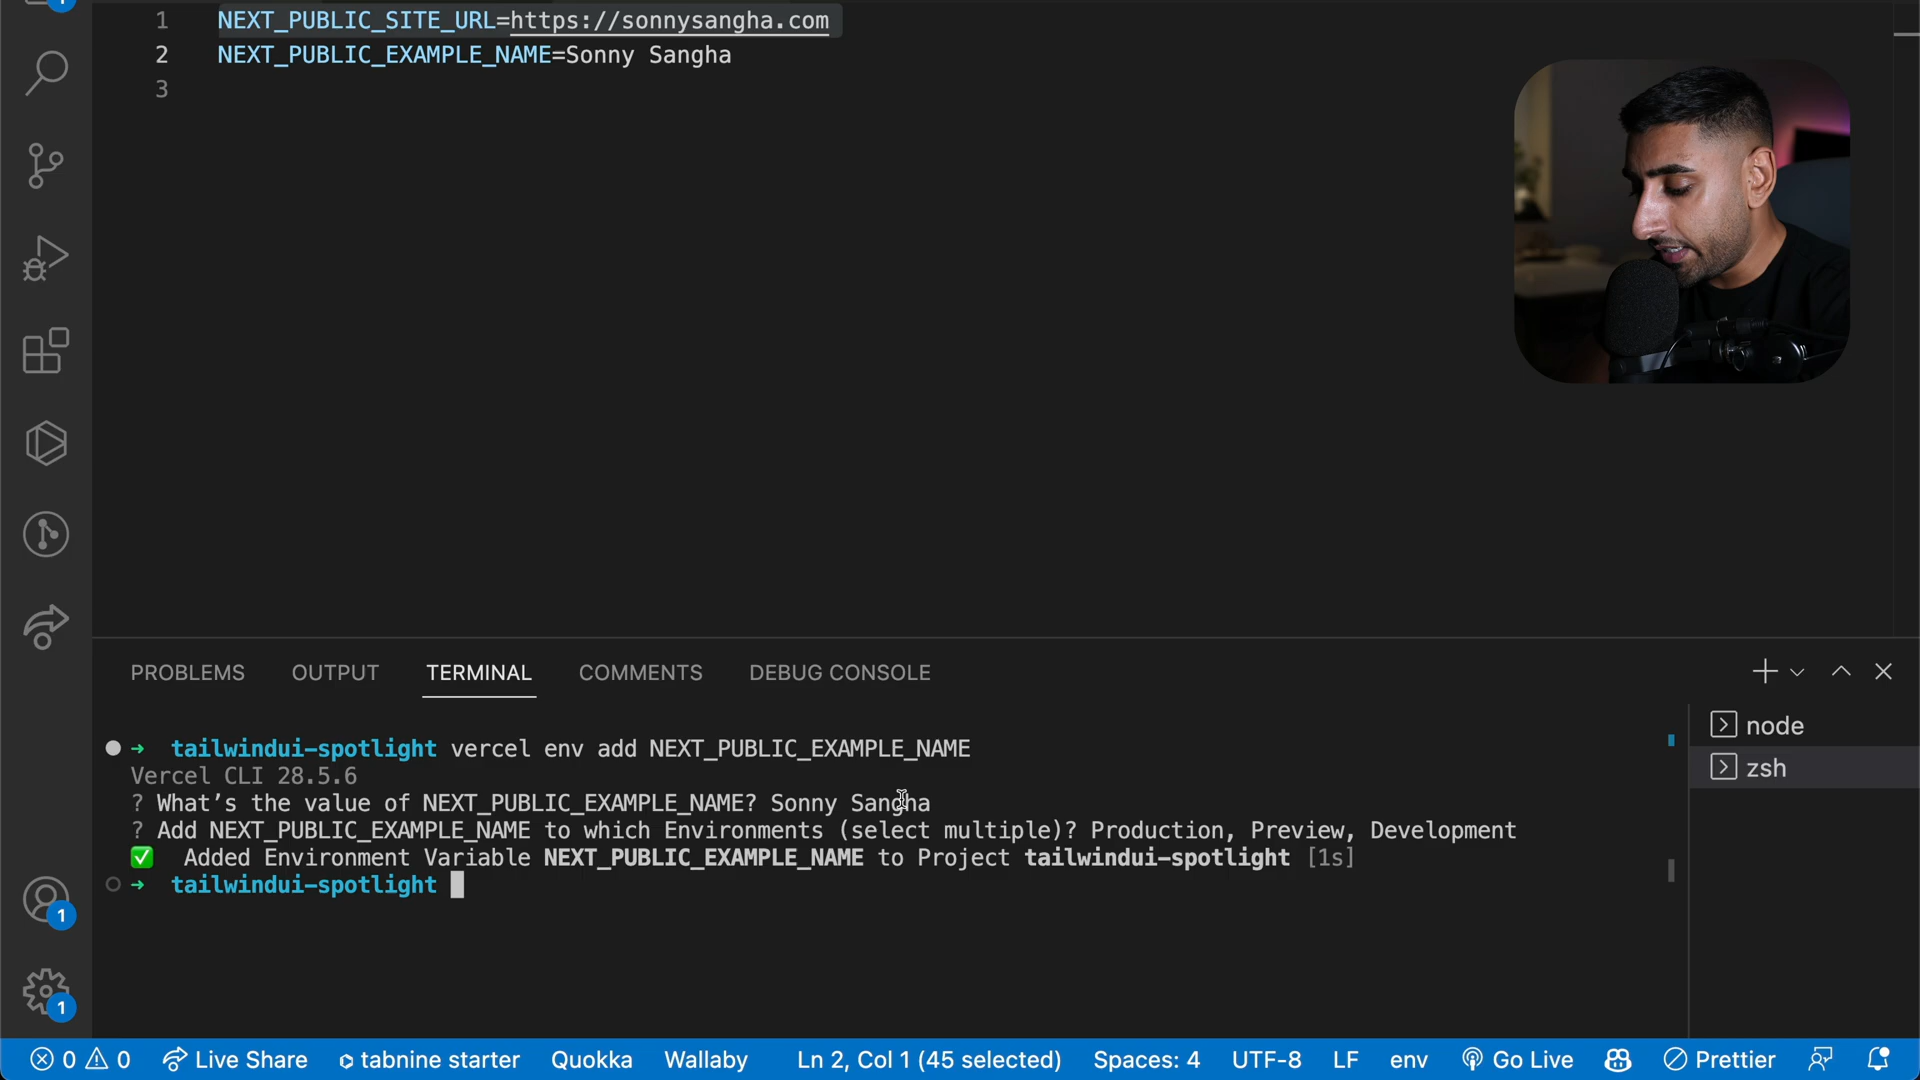 1 NEXT_PUBLIC_SITE_URL=https://sonnysangha.com
2 NEXT_PUBLIC_EXAMPLE_NAME=Sonny Sangha
3
PROBLEMS OUTPUT TERMINAL COMMENTS DEBUG CONSOLE
node
zsh
➜ tailwindui-spotlight vercel env add NEXT_PUBLIC_EXAMPLE_NAME
Vercel CLI 28.5.6
? What’s the value of NEXT_PUBLIC_EXAMPLE_NAME? Sonny Sangha
? Add NEXT_PUBLIC_EXAMPLE_NAME to which Environments (select multiple)? Production, Preview, Development
✅ Added Environment Variable NEXT_PUBLIC_EXAMPLE_NAME to Project tailwindui-spotlight [1s]
➜ tailwindui-spotlight
1
1
0 0 Live Share tabnine starter Quokka Wallaby Ln 2, Col 1 (45 selected) Spaces: 4 UTF-8 LF env Go Live Prettier